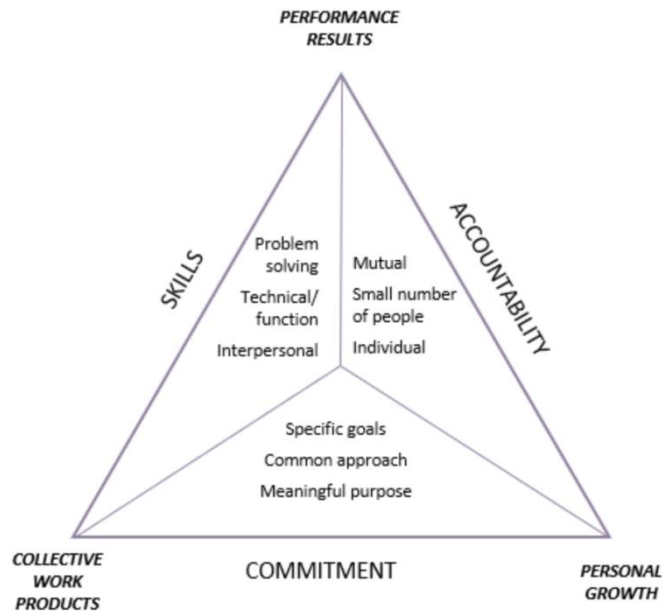 PERFORMANCE
RESULTS
SKILLS
ACCOUNTABILITY
Problem
solving
Technical/
function
Interpersonal
Mutual
Small number
of people
Individual
Specific goals
Common approach
Meaningful purpose
COLLECTIVE
WORK
PRODUCTS
COMMITMENT
PERSONAL
GROWTH